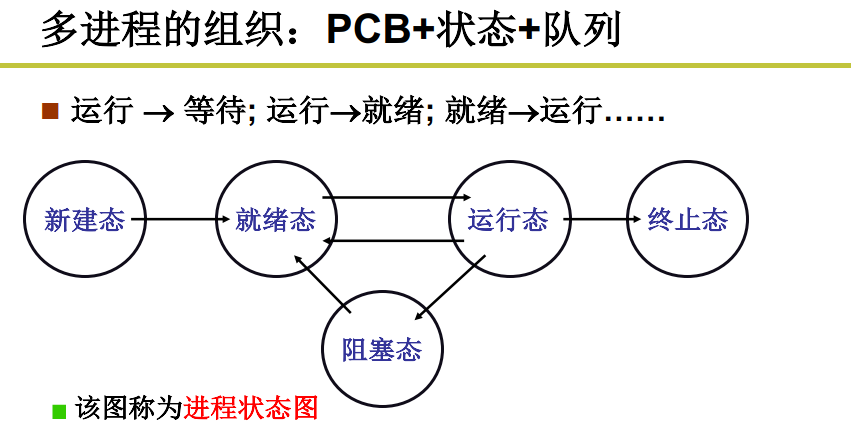 多进程的组织：PCB+状态+队列
运行 → 等待; 运行→就绪; 就绪→运行……
新建态
就绪态
运行态
终止态
阻塞态
该图称为进程状态图